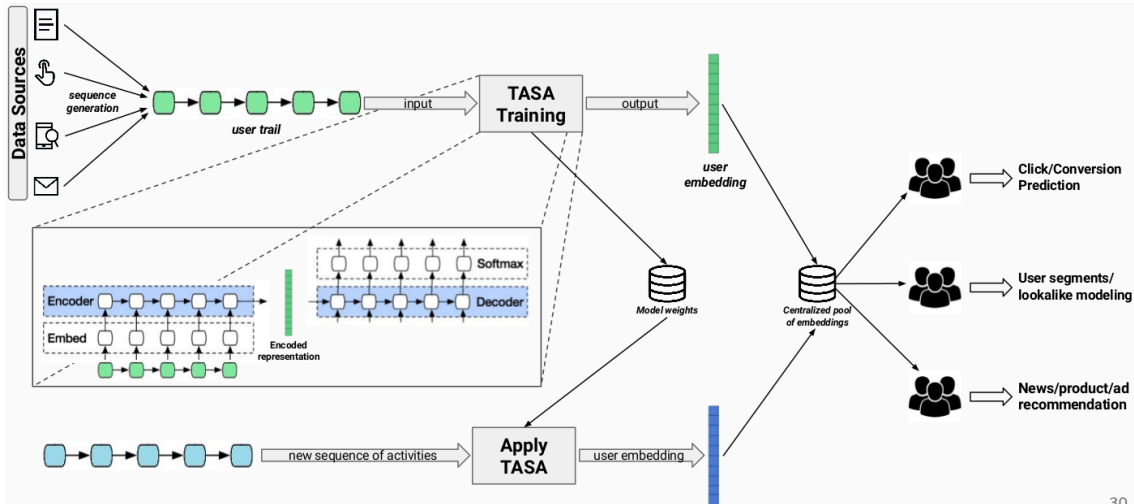 Data Sources
sequence
generation
user trail
input
TASA
Training
output
user
embedding
Click/Conversion
Prediction
Softmax
Encoder
Decoder
Embed
Encoded
representation
Model weights
Centralized pool
of embeddings
User segments/
lookalike modeling
News/product/ad
recommendation
new sequence of activities
Apply
TASA
user embedding
30